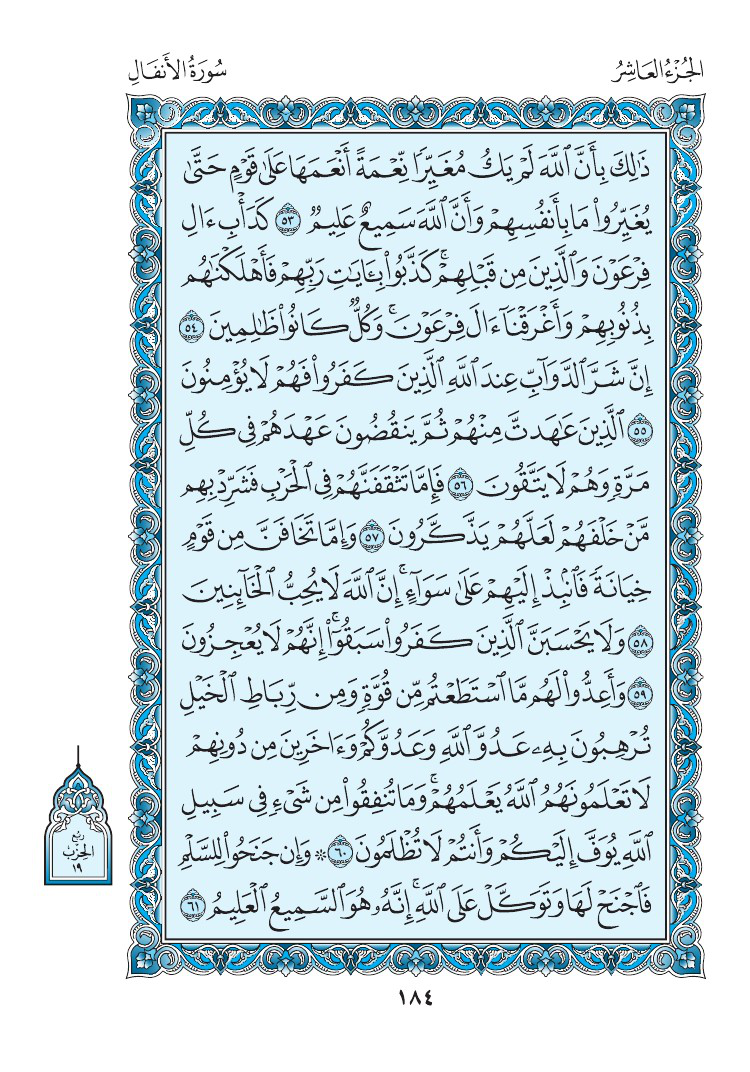 الجُزْءُ العَاشِرُ
سُورَةُ الأَنفَالِ
ذَٰلِكَ بِأَنَّ ٱللَّهَ لَمْ يَكُ مُغَيِّرًا نِّعْمَةً أَنْعَمَهَا عَلَىٰ قَوْمٍ حَتَّىٰ
يُغَيِّرُوا۟ مَا بِأَنفُسِهِمْ وَأَنَّ ٱللَّهَ سَمِيعٌ عَلِيمٌ ٥٣ كَدَأْبِ ءَالِ
فِرْعَوْنَ وَٱلَّذِينَ مِن قَبْلِهِمْ ۚ كَذَّبُوا۟ بِـَٔايَٰتِ رَبِّهِمْ فَأَهْلَكْنَٰهُم
بِذُنُوبِهِمْ وَأَغْرَقْنَآ ءَالَ فِرْعَوْنَ ۚ وَكُلٌّ كَانُوا۟ ظَٰلِمِينَ ٥٤
إِنَّ شَرَّ ٱلدَّوَآبِّ عِندَ ٱللَّهِ ٱلَّذِينَ كَفَرُوا۟ فَهُمْ لَا يُؤْمِنُونَ
٥٥ ٱلَّذِينَ عَٰهَدتَّ مِنْهُمْ ثُمَّ يَنقُضُونَ عَهْدَهُمْ فِى كُلِّ
مَرَّةٍ وَهُمْ لَا يَتَّقُونَ ٥٦ فَإِمَّا تَثْقَفَنَّهُمْ فِى ٱلْحَرْبِ فَشَرِّدْ بِهِم
مَّنْ خَلْفَهُمْ لَعَلَّهُمْ يَذَّكَّرُونَ ٥٧ وَإِمَّا تَخَافَنَّ مِن قَوْمٍ
خِيَانَةً فَٱنۢبِذْ إِلَيْهِمْ عَلَىٰ سَوَآءٍ ۚ إِنَّ ٱللَّهَ لَا يُحِبُّ ٱلْخَآئِنِينَ
٥٨ وَلَا يَحْسَبَنَّ ٱلَّذِينَ كَفَرُوا۟ سَبَقُوٓا۟ ۚ إِنَّهُمْ لَا يُعْجِزُونَ
٥٩ وَأَعِدُّوا۟ لَهُم مَّا ٱسْتَطَعْتُم مِّن قُوَّةٍ وَمِن رِّبَاطِ ٱلْخَيْلِ
تُرْهِبُونَ بِهِۦ عَدُوَّ ٱللَّهِ وَعَدُوَّكُمْ وَءَاخَرِينَ مِن دُونِهِمْ
لَا تَعْلَمُونَهُمُ ٱللَّهُ يَعْلَمُهُمْ ۚ وَمَا تُنفِقُوا۟ مِن شَىْءٍ فِى سَبِيلِ
ٱللَّهِ يُوَفَّ إِلَيْكُمْ وَأَنتُمْ لَا تُظْلَمُونَ ٦٠ ۞ وَإِن جَنَحُوا۟ لِلسَّلْمِ
فَٱجْنَحْ لَهَا وَتَوَكَّلْ عَلَى ٱللَّهِ ۚ إِنَّهُۥ هُوَ ٱلسَّمِيعُ ٱلْعَلِيمُ ٦١
ربع
الحزب
١٩
١٨٤